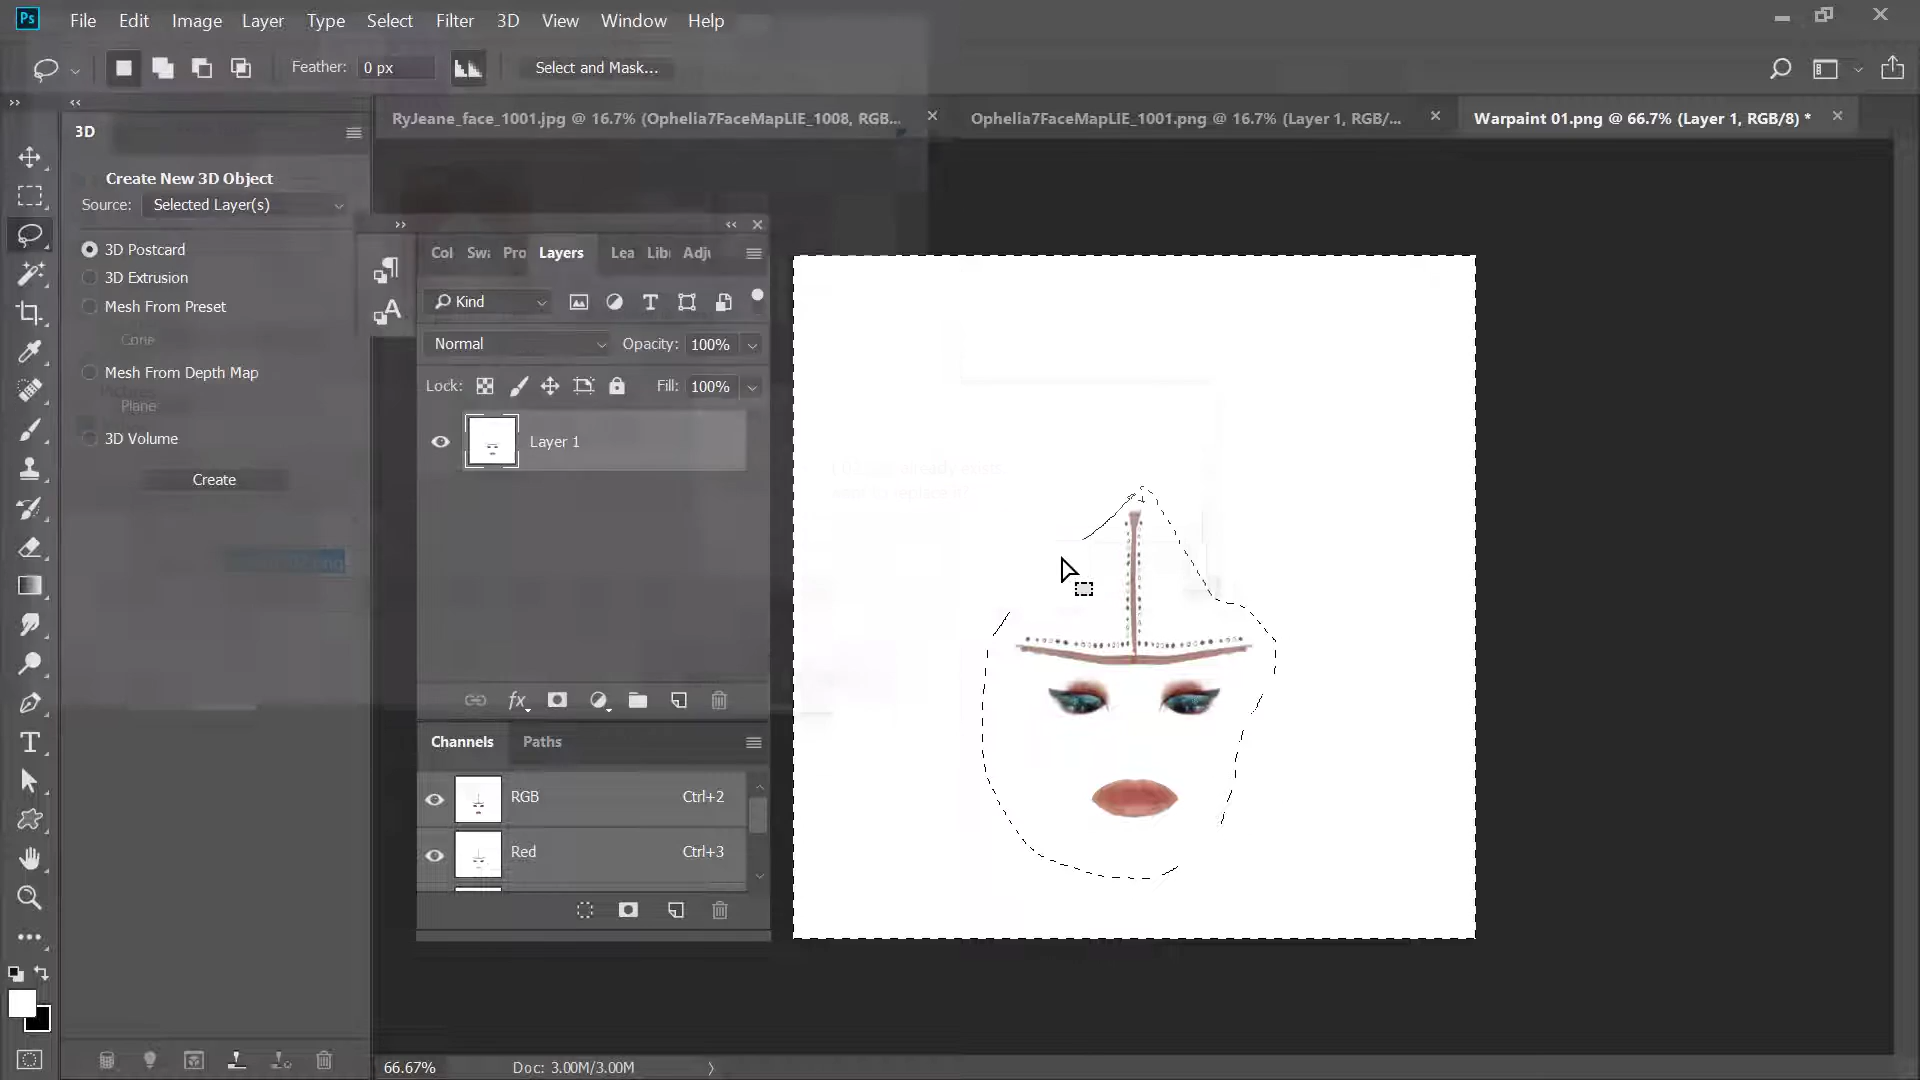 Ps File Edit Image Layer Type Select Filter 3D View Window Help
Feather: 0 px Select and Mask...
RyJeane_face_1001.jpg @ 16.7% (Ophelia7FaceMapLIE_1008, RGB... Ophelia7FaceMapLIE_1001.png @ 16.7% (Layer 1, RGB/... Warpaint 01.png @ 66.7% (Layer 1, RGB/8) *
3D
Create New 3D Object
Source: Selected Layer(s)
3D Postcard
3D Extrusion
Mesh From Preset
Cone
Mesh From Depth Map
Plane
3D Volume
Create
Col Swa Pro Layers Lea Lib Adju
Kind
Normal Opacity: 100%
Lock: Fill: 100%
Layer 1
fx
Channels Paths
RGB Ctrl+2
Red Ctrl+3
66.67% Doc: 3.00M/3.00M